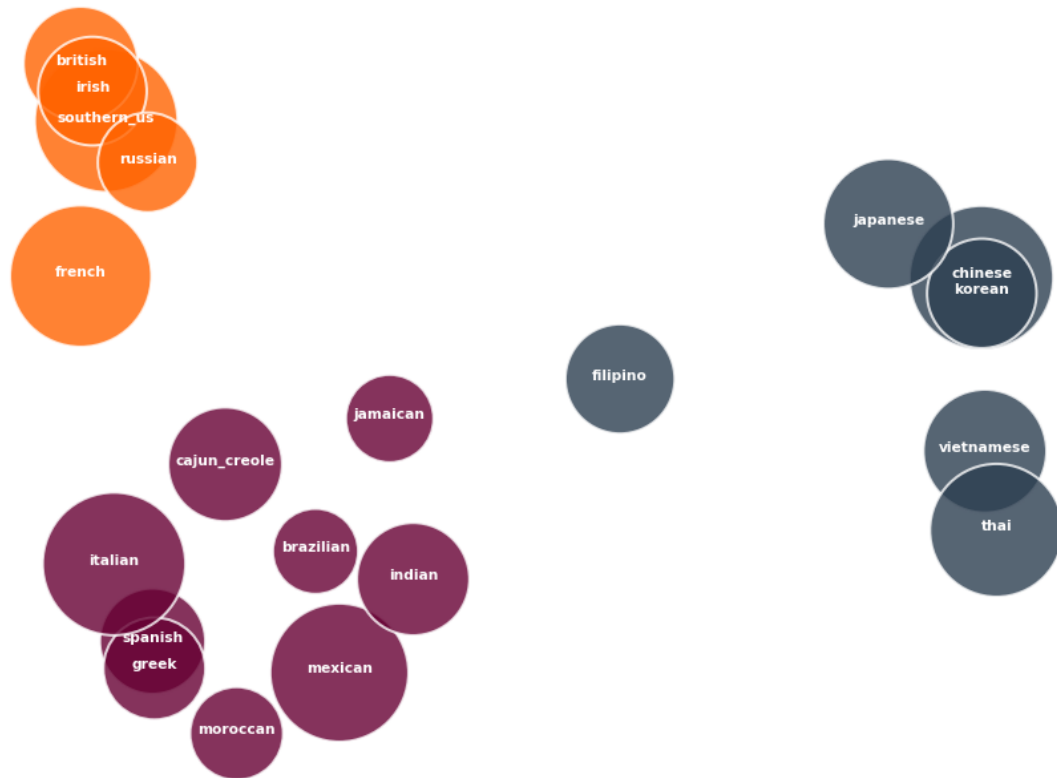 british
irish
southern_us
russian
french
japanese
chinese
korean
filipino
jamaican
cajun_creole
vietnamese
thai
brazilian
italian
indian
spanish
greek
mexican
moroccan